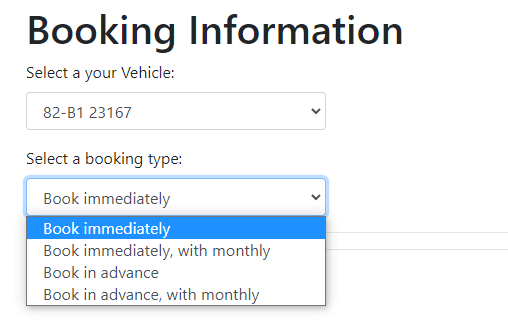 Booking Information
Select a your Vehicle:
82-B1 23167
Select a booking type:
Book immediately
Book immediately
Book immediately, with monthly
Book in advance
Book in advance, with monthly